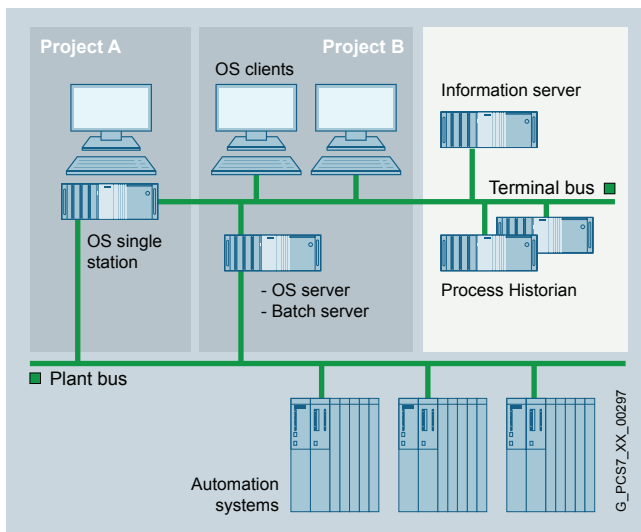 Project A
Project B
OS clients
Information server
Terminal bus
OS single
station
- OS server
- Batch server
Process Historian
Plant bus
Automation
systems
G_PCS7_XX_00297